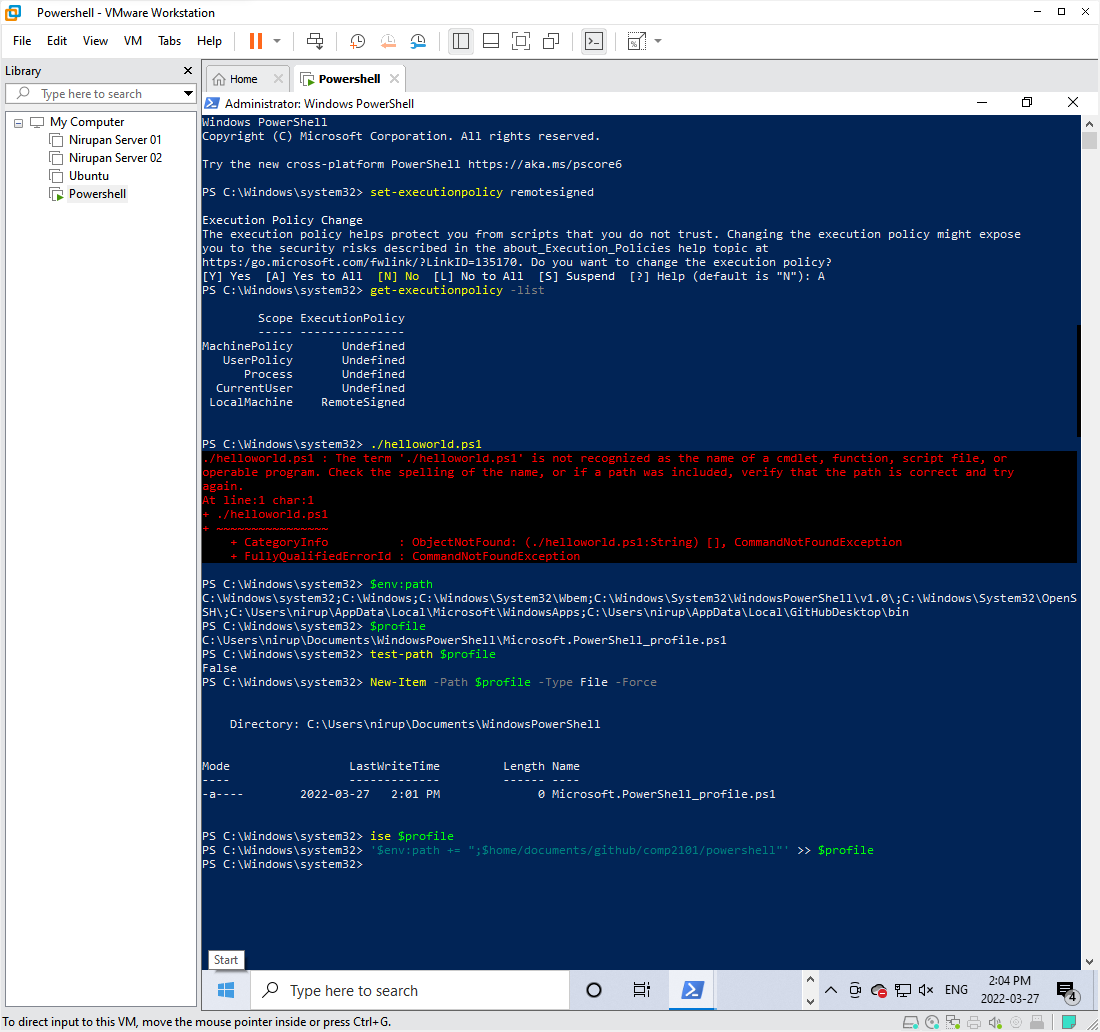 Powershell - VMware Workstation
File Edit View VM Tabs Help
Library
Type here to search
My Computer
Nirupan Server 01
Nirupan Server 02
Ubuntu
Powershell
Home
Powershell
Administrator: Windows PowerShell
Windows PowerShell
Copyright (C) Microsoft Corporation. All rights reserved.
Try the new cross-platform PowerShell https://aka.ms/pscore6
PS C:\Windows\system32> set-executionpolicy remotesigned
Execution Policy Change
The execution policy helps protect you from scripts that you do not trust. Changing the execution policy might expose
you to the security risks described in the about_Execution_Policies help topic at
https:/go.microsoft.com/fwlink/?LinkID=135170. Do you want to change the execution policy?
[Y] Yes  [A] Yes to All  [N] No  [L] No to All  [S] Suspend  [?] Help (default is "N"): A
PS C:\Windows\system32> get-executionpolicy -list
        Scope ExecutionPolicy
        ----- ---------------
MachinePolicy       Undefined
   UserPolicy       Undefined
      Process       Undefined
  CurrentUser       Undefined
 LocalMachine    RemoteSigned
PS C:\Windows\system32> ./helloworld.ps1
./helloworld.ps1 : The term './helloworld.ps1' is not recognized as the name of a cmdlet, function, script file, or
operable program. Check the spelling of the name, or if a path was included, verify that the path is correct and try
again.
At line:1 char:1
+ ./helloworld.ps1
+ ~~~~~~~~~~~~~~~~
    + CategoryInfo          : ObjectNotFound: (./helloworld.ps1:String) [], CommandNotFoundException
    + FullyQualifiedErrorId : CommandNotFoundException
PS C:\Windows\system32> $env:path
C:\Windows\system32;C:\Windows;C:\Windows\System32\Wbem;C:\Windows\System32\WindowsPowerShell\v1.0\;C:\Windows\System32\OpenS
SH\;C:\Users\nirup\AppData\Local\Microsoft\WindowsApps;C:\Users\nirup\AppData\Local\GitHubDesktop\bin
PS C:\Windows\system32> $profile
C:\Users\nirup\Documents\WindowsPowerShell\Microsoft.PowerShell_profile.ps1
PS C:\Windows\system32> test-path $profile
False
PS C:\Windows\system32> New-Item -Path $profile -Type File -Force
    Directory: C:\Users\nirup\Documents\WindowsPowerShell
Mode                 LastWriteTime         Length Name
----                 -------------         ------ ----
-a----        2022-03-27   2:01 PM              0 Microsoft.PowerShell_profile.ps1
PS C:\Windows\system32> ise $profile
PS C:\Windows\system32> '$env:path += ";$home/documents/github/comp2101/powershell"' >> $profile
PS C:\Windows\system32>
Start
Type here to search
ENG
2:04 PM
2022-03-27
4
To direct input to this VM, move the mouse pointer inside or press Ctrl+G.